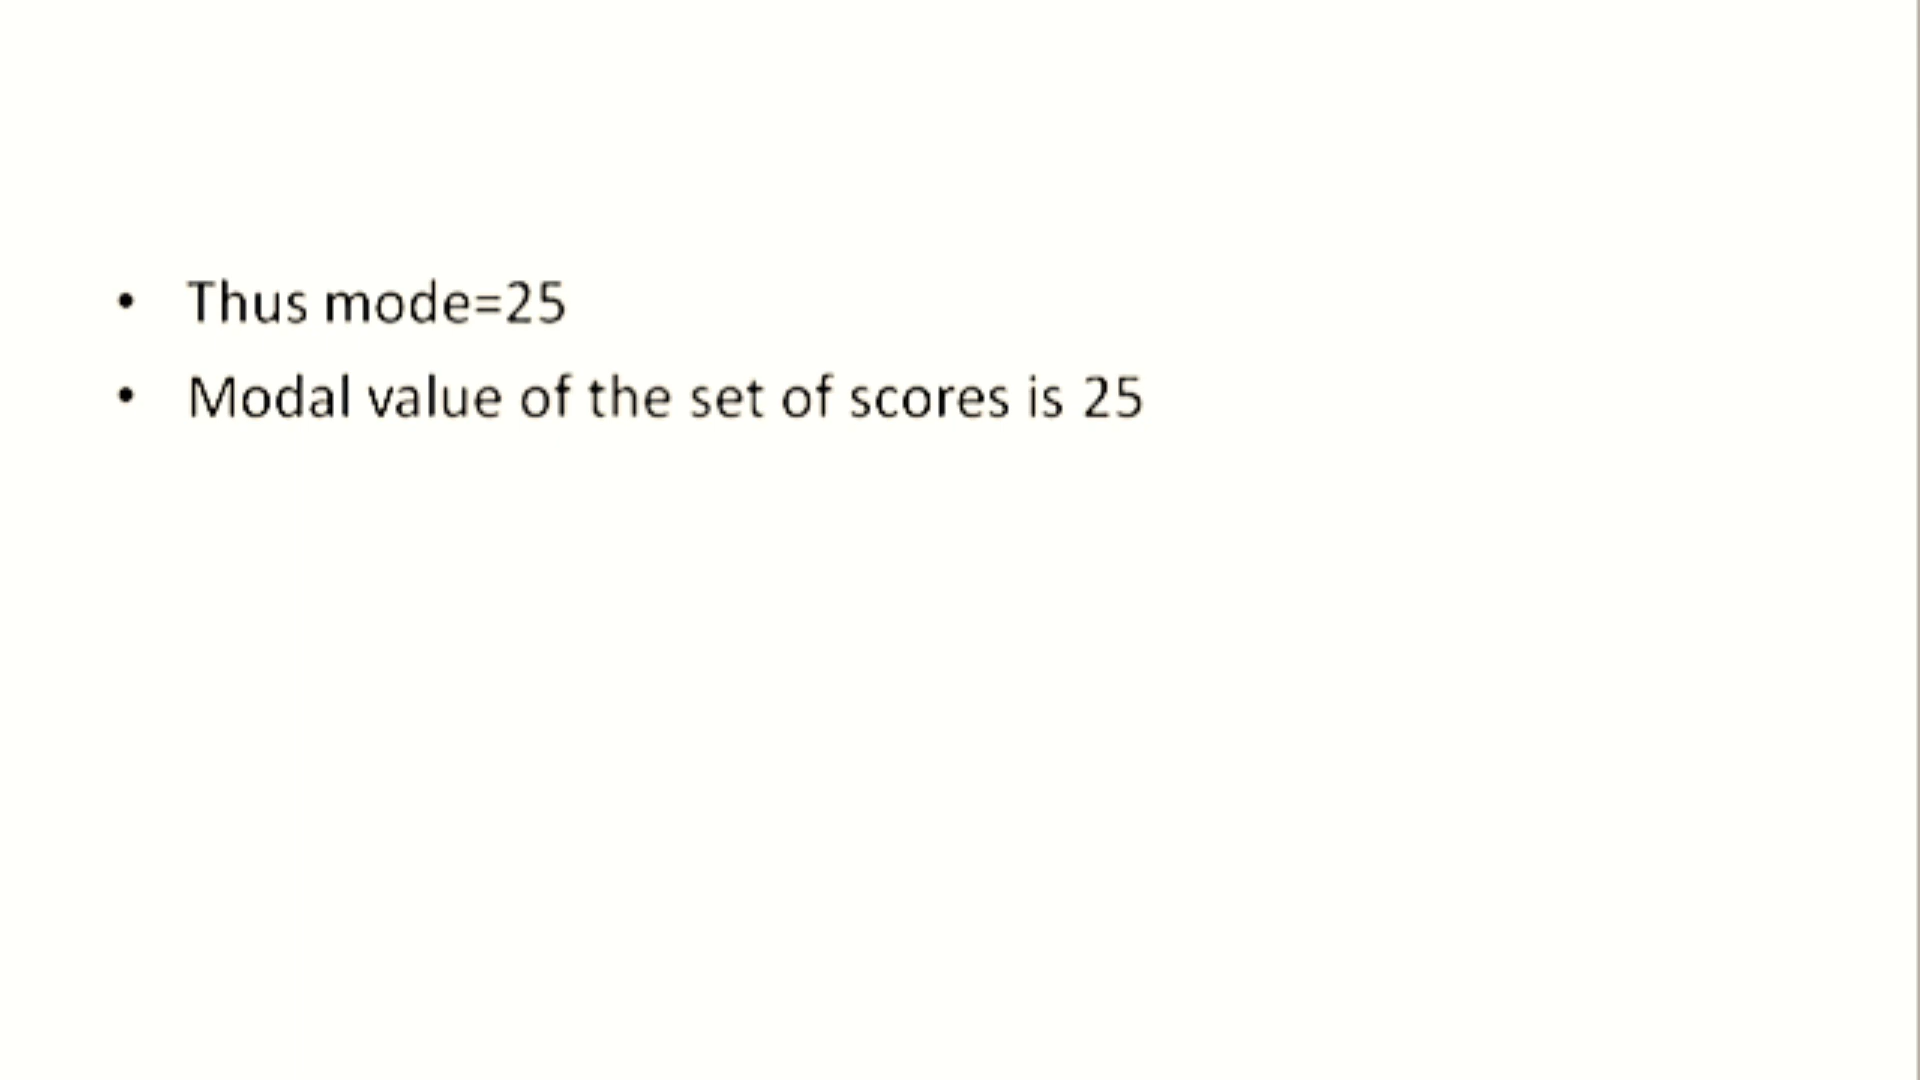 • Thus mode=25
• Modal value of the set of scores is 25